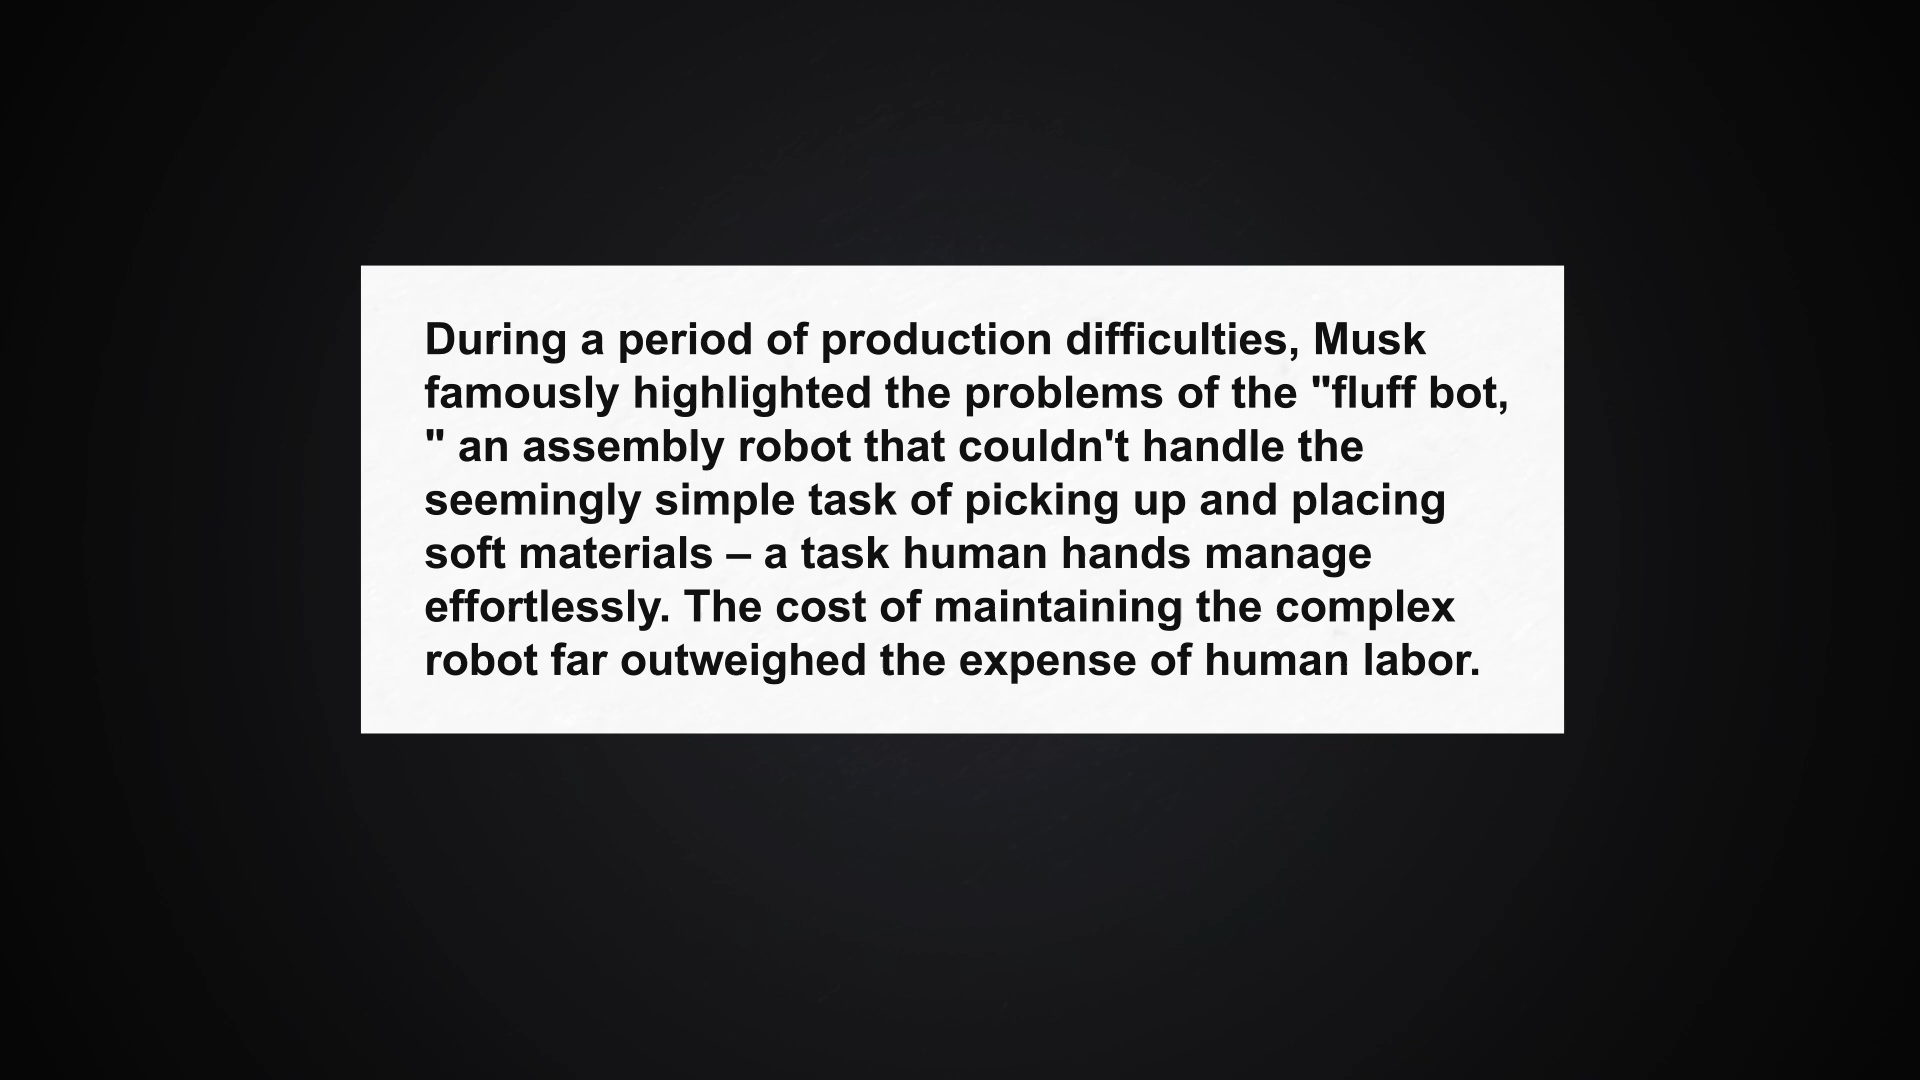 During a period of production difficulties, Musk
famously highlighted the problems of the "fluff bot,
" an assembly robot that couldn't handle the
seemingly simple task of picking up and placing
soft materials – a task human hands manage
effortlessly. The cost of maintaining the complex
robot far outweighed the expense of human labor.